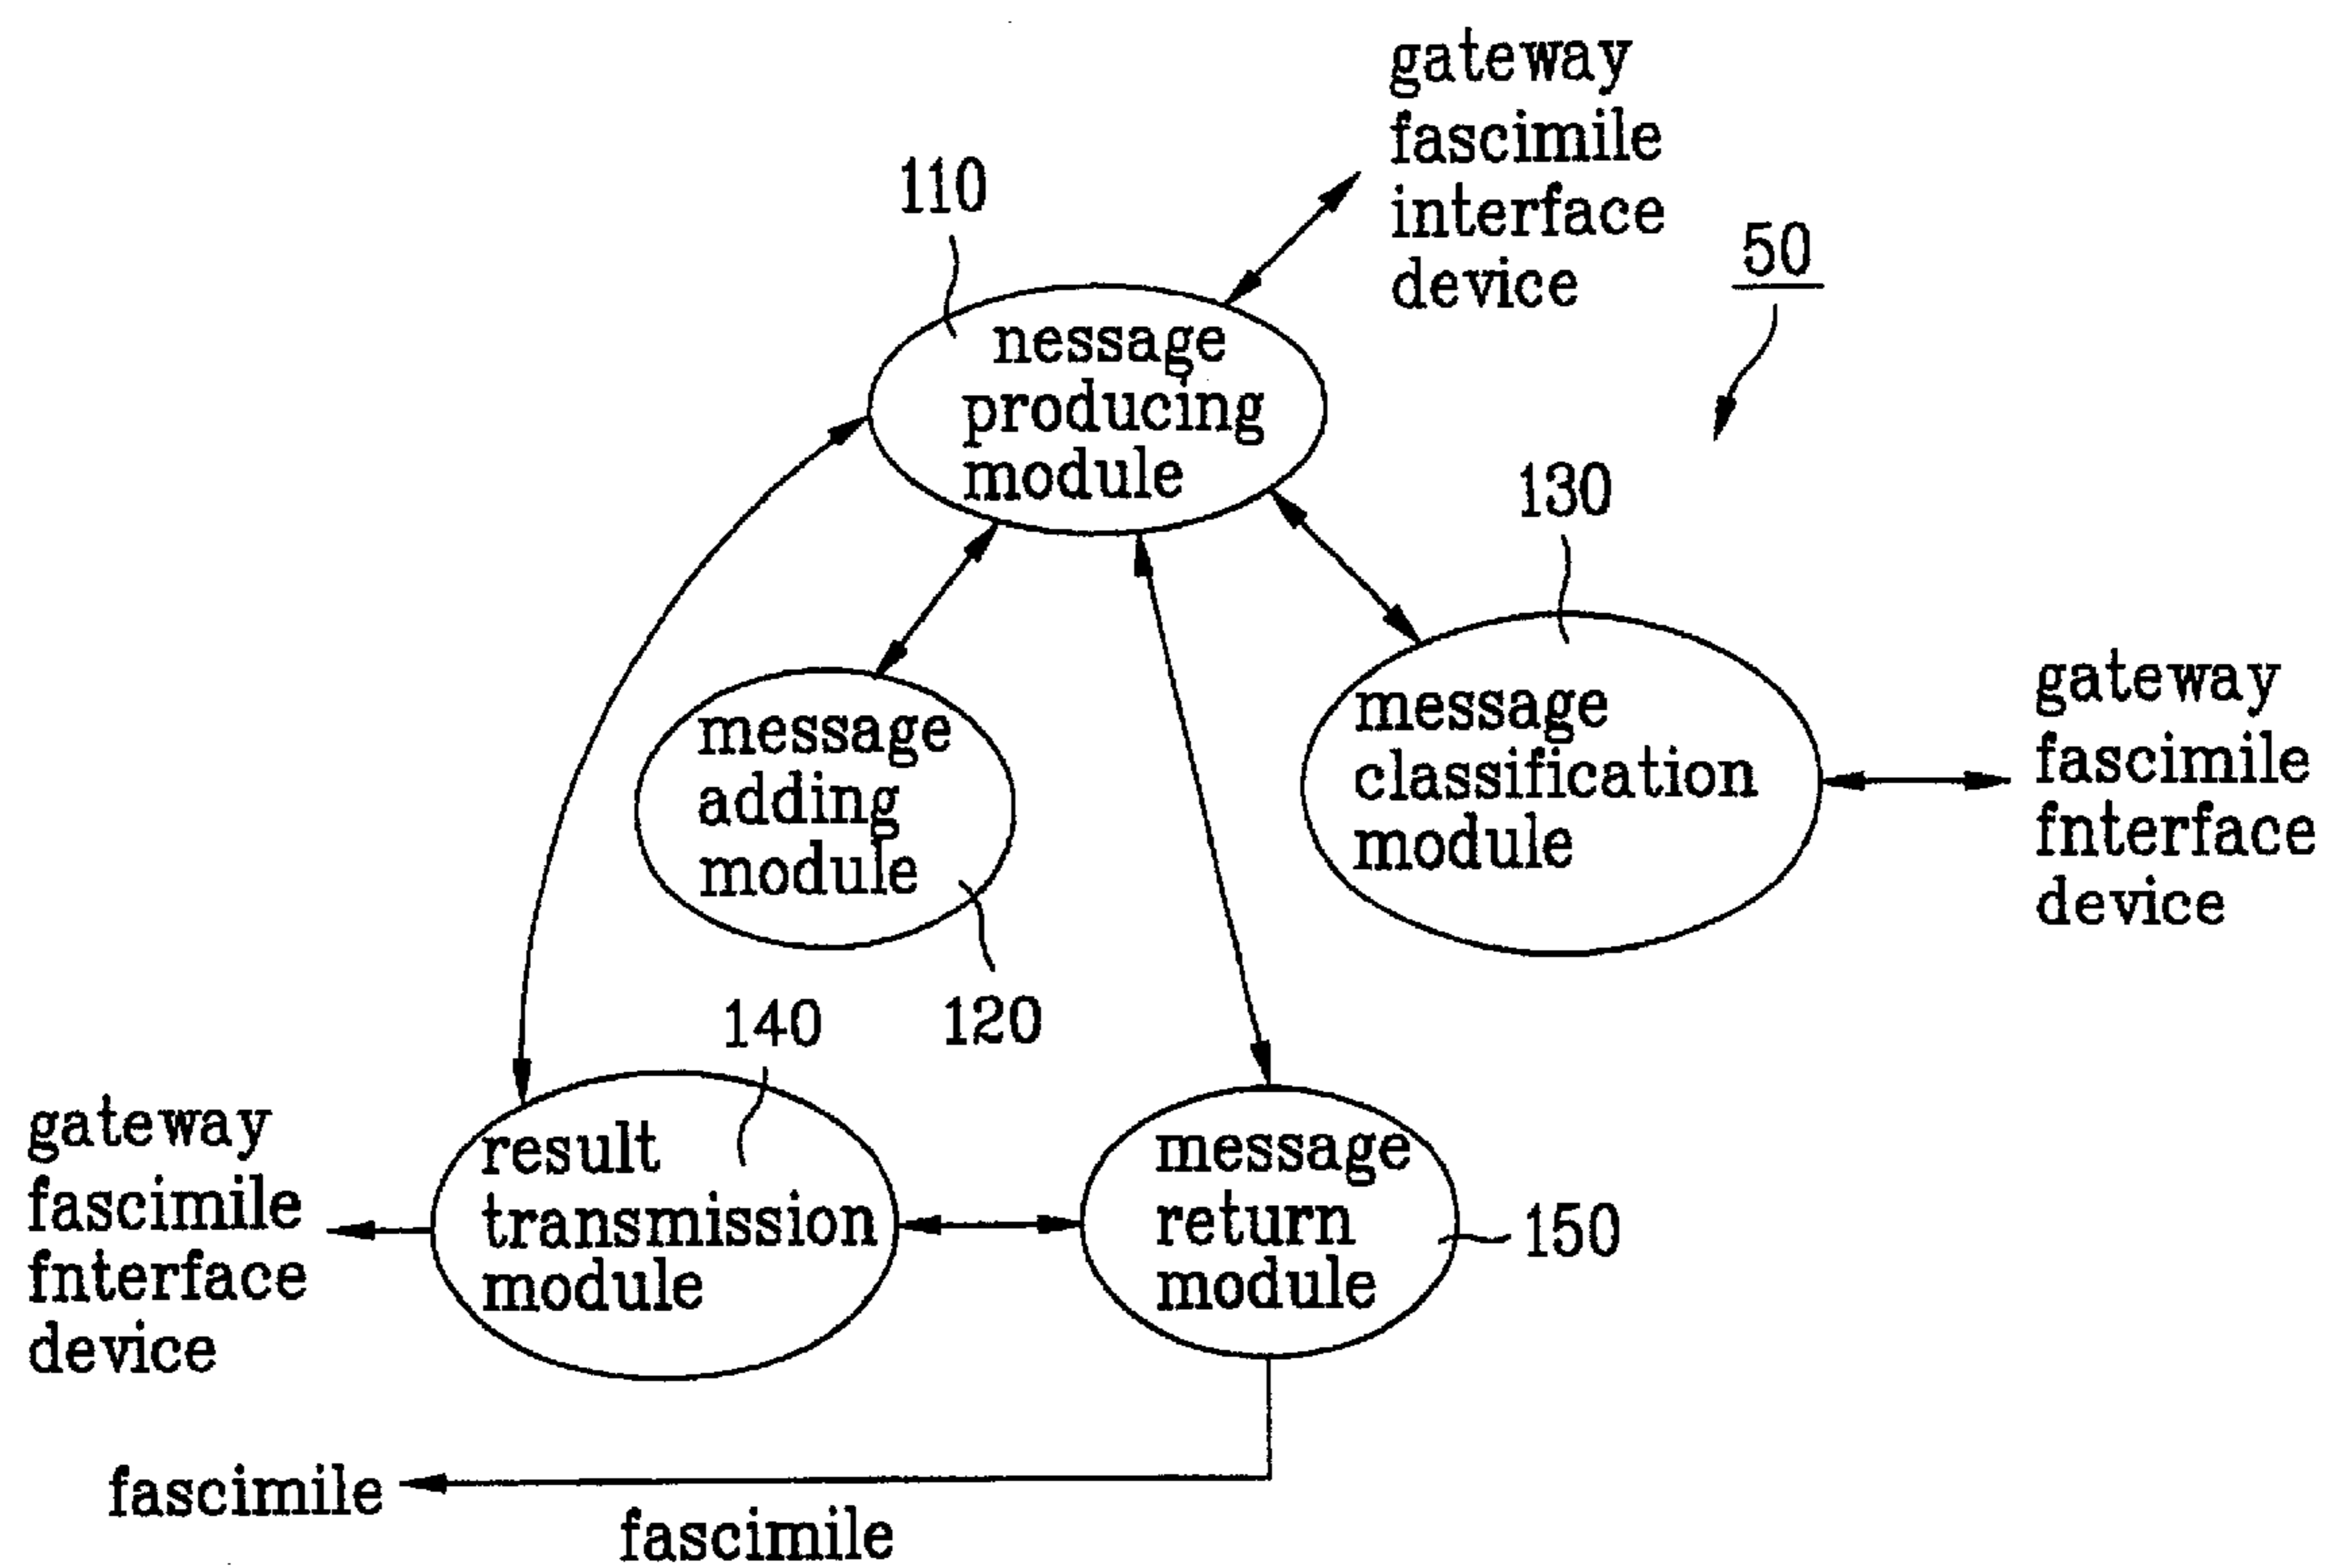 gateway
fascimile
interface
device
110
50
nessage
producing
module
130
message
classification
module
gateway
fascimile
fnterface
device
message
adding
module
120
140
gateway
fascimile
fnterface
device
result
transmission
module
message
return
module
150
fascimile
fascimile